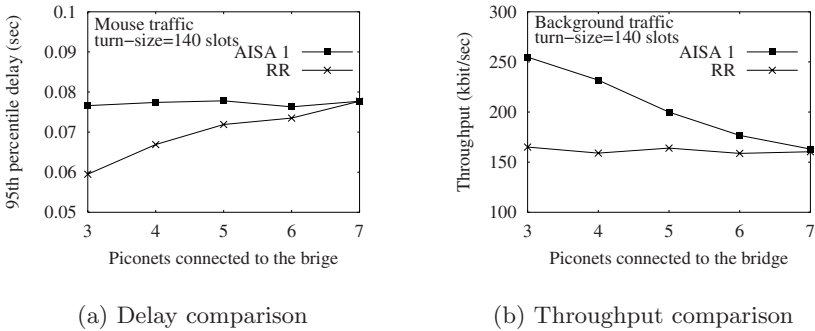 0.1
0.09
0.08
0.07
0.06
0.05
95th percentile delay (sec)
Mouse traffic
turn−size=140 slots
AISA 1
RR
3 4 5 6 7
Piconets connected to the brige
(a) Delay comparison
300
250
200
150
100
Throughput (kbit/sec)
Background traffic
turn−size=140 slots
AISA 1
RR
3 4 5 6 7
Piconets connected to the bridge
(b) Throughput comparison